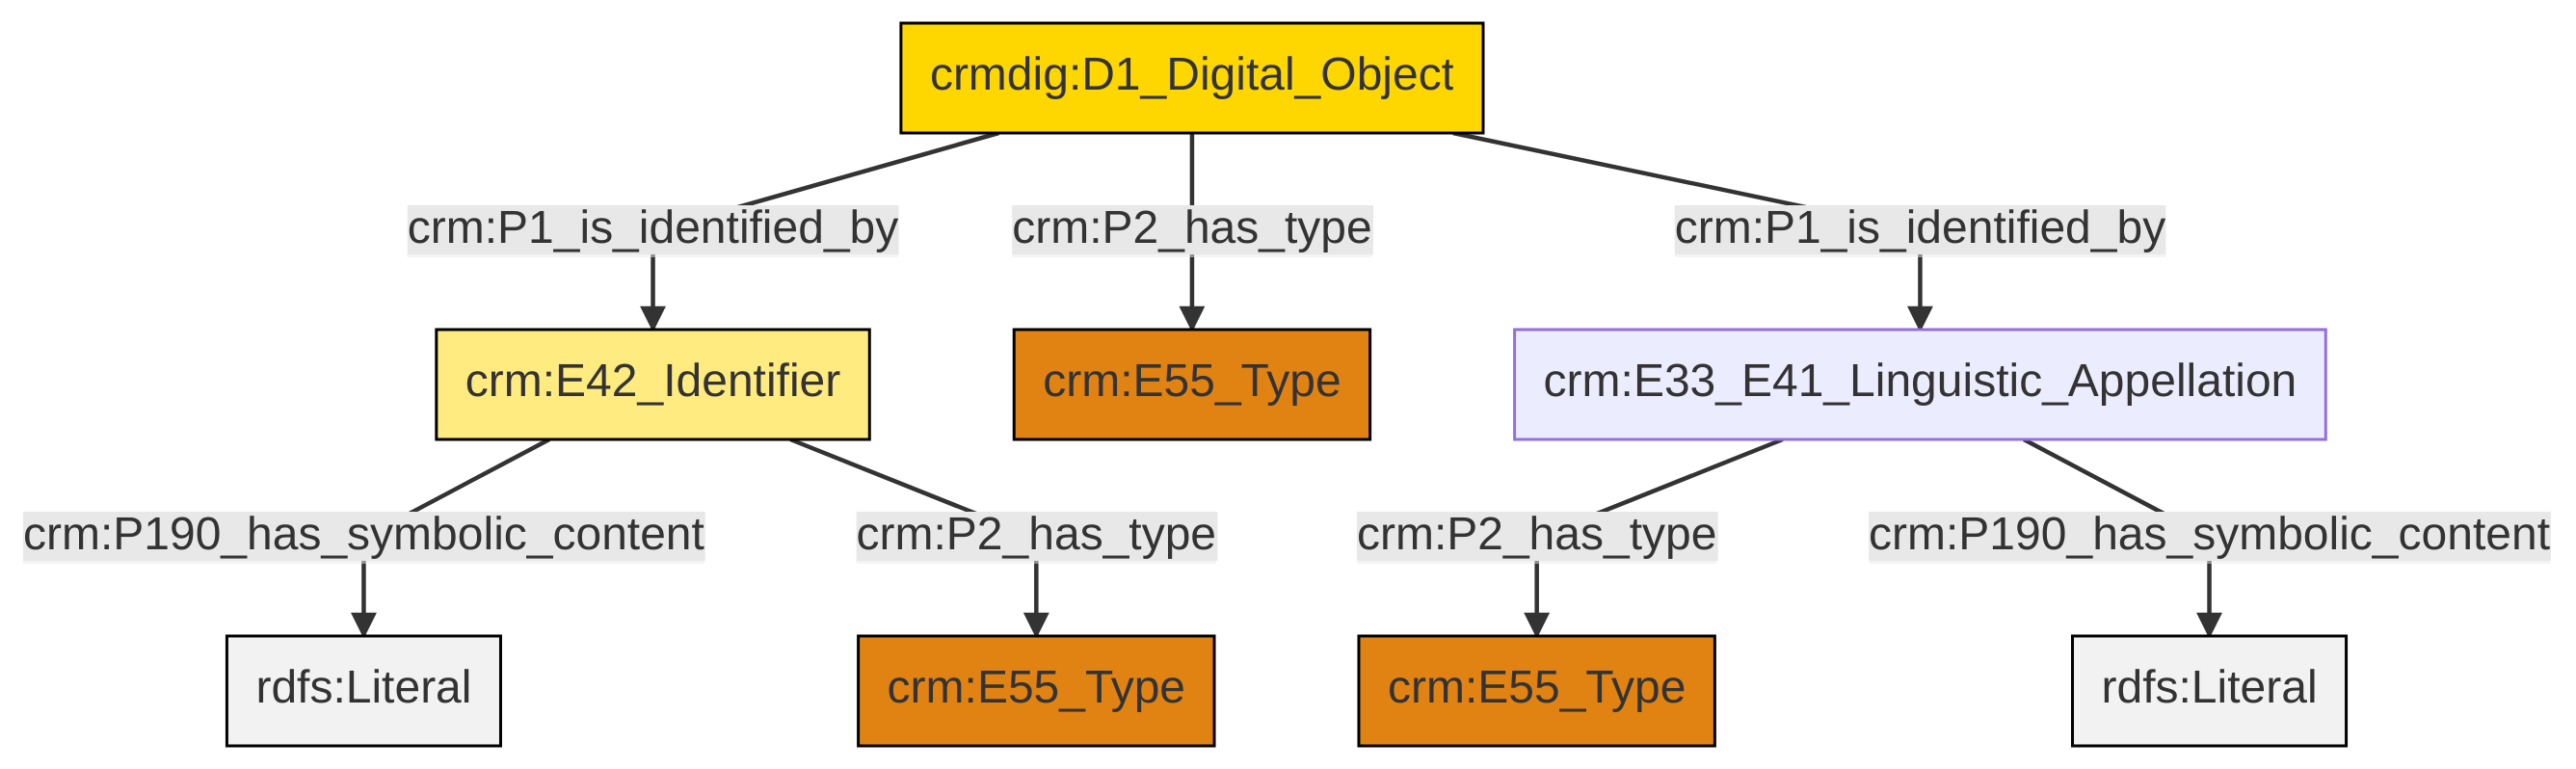 crmdig:D1_Digital_Object
crm:P1_is_identified_by
crm:P2_has_type
crm:P1_is_identified_by
crm:E42_Identifier
crm:E55_Type
crm:E33_E41_Linguistic_Appellation
crm:P190_has_symbolic_content
crm:P2_has_type
crm:P2_has_type
crm:P190_has_symbolic_content
rdfs:Literal
crm:E55_Type
crm:E55_Type
rdfs:Literal